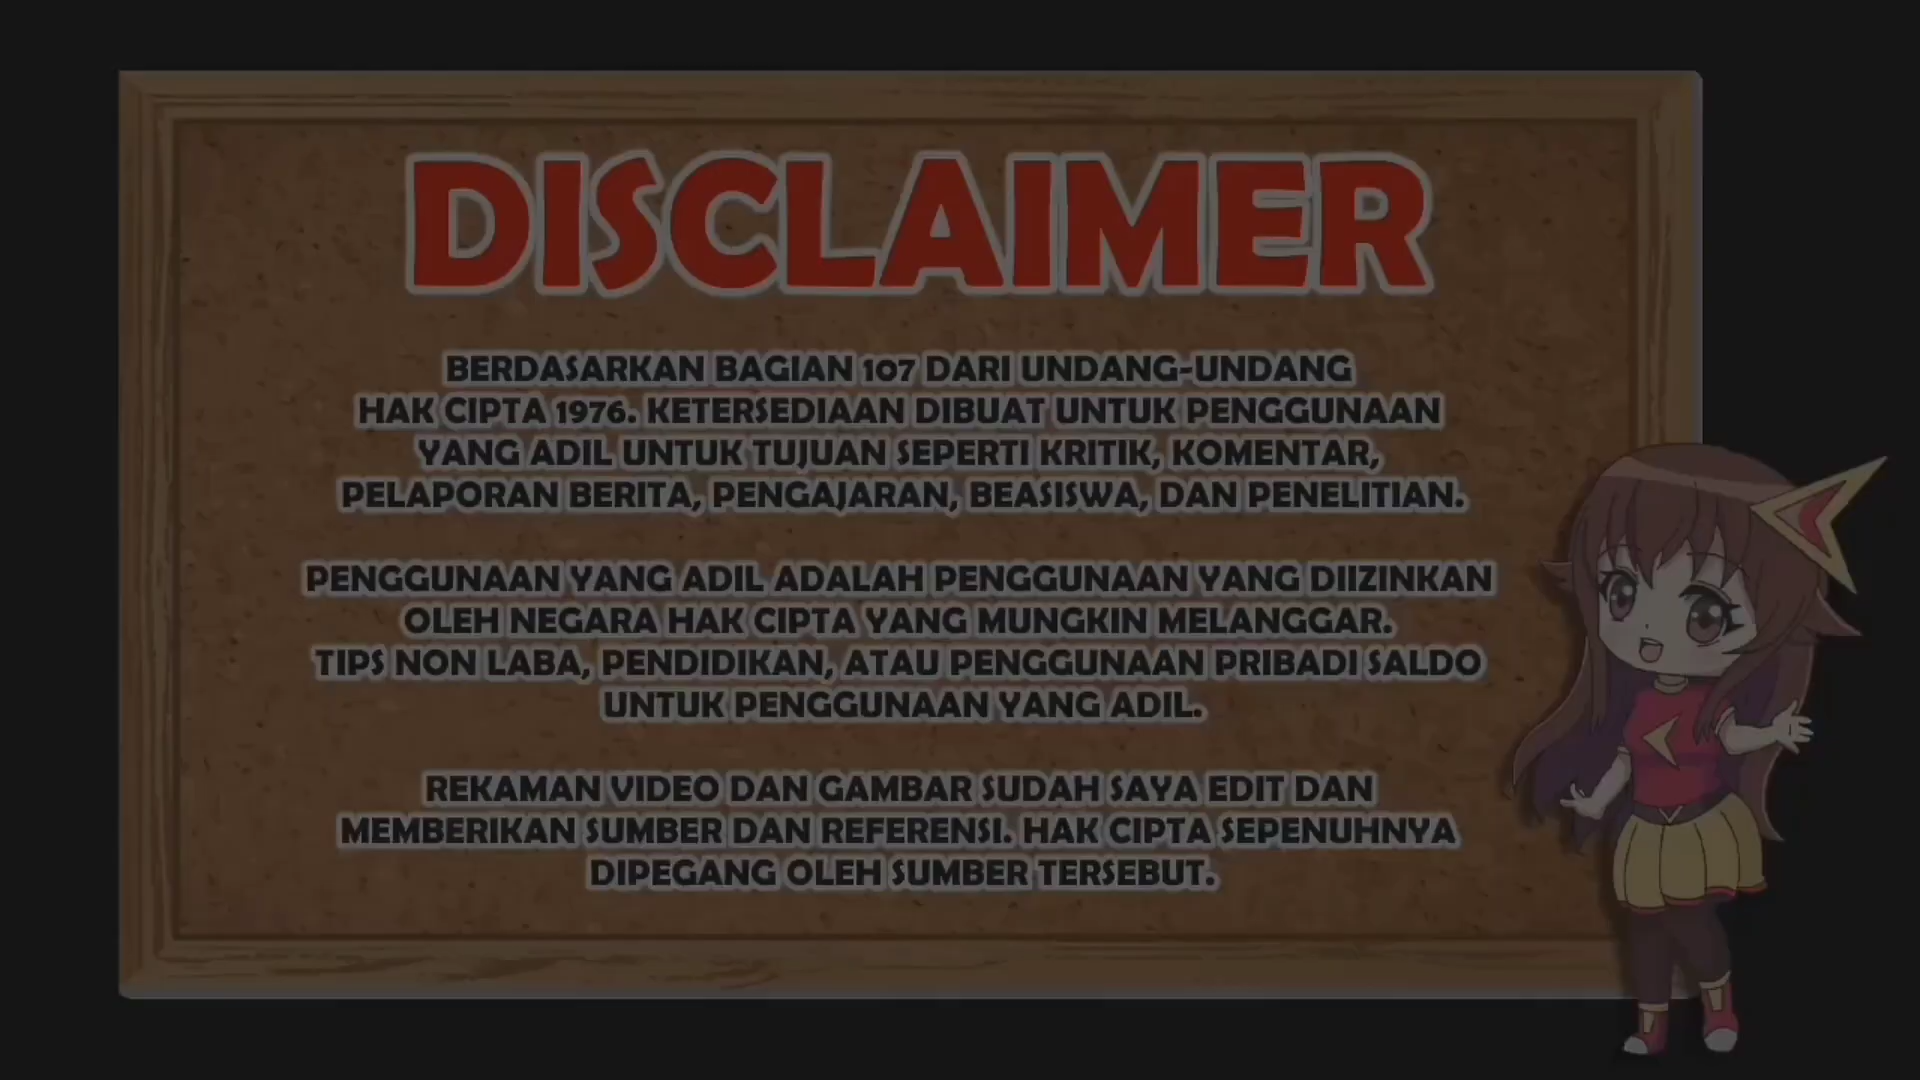 DISCLAIMER
BERDASARKAN BAGIAN 107 DARI UNDANG-UNDANG
HAK CIPTA 1976. KETERSEDIAAN DIBUAT UNTUK PENGGUNAAN
YANG ADIL UNTUK TUJUAN SEPERTI KRITIK, KOMENTAR,
PELAPORAN BERITA, PENGAJARAN, BEASISWA, DAN PENELITIAN.
PENGGUNAAN YANG ADIL ADALAH PENGGUNAAN YANG DIIZINKAN
OLEH NEGARA HAK CIPTA YANG MUNGKIN MELANGGAR.
TIPS NON LABA, PENDIDIKAN, ATAU PENGGUNAAN PRIBADI SALDO
UNTUK PENGGUNAAN YANG ADIL.
REKAMAN VIDEO DAN GAMBAR SUDAH SAYA EDIT DAN
MEMBERIKAN SUMBER DAN REFERENSI. HAK CIPTA SEPENUHNYA
DIPEGANG OLEH SUMBER TERSEBUT.